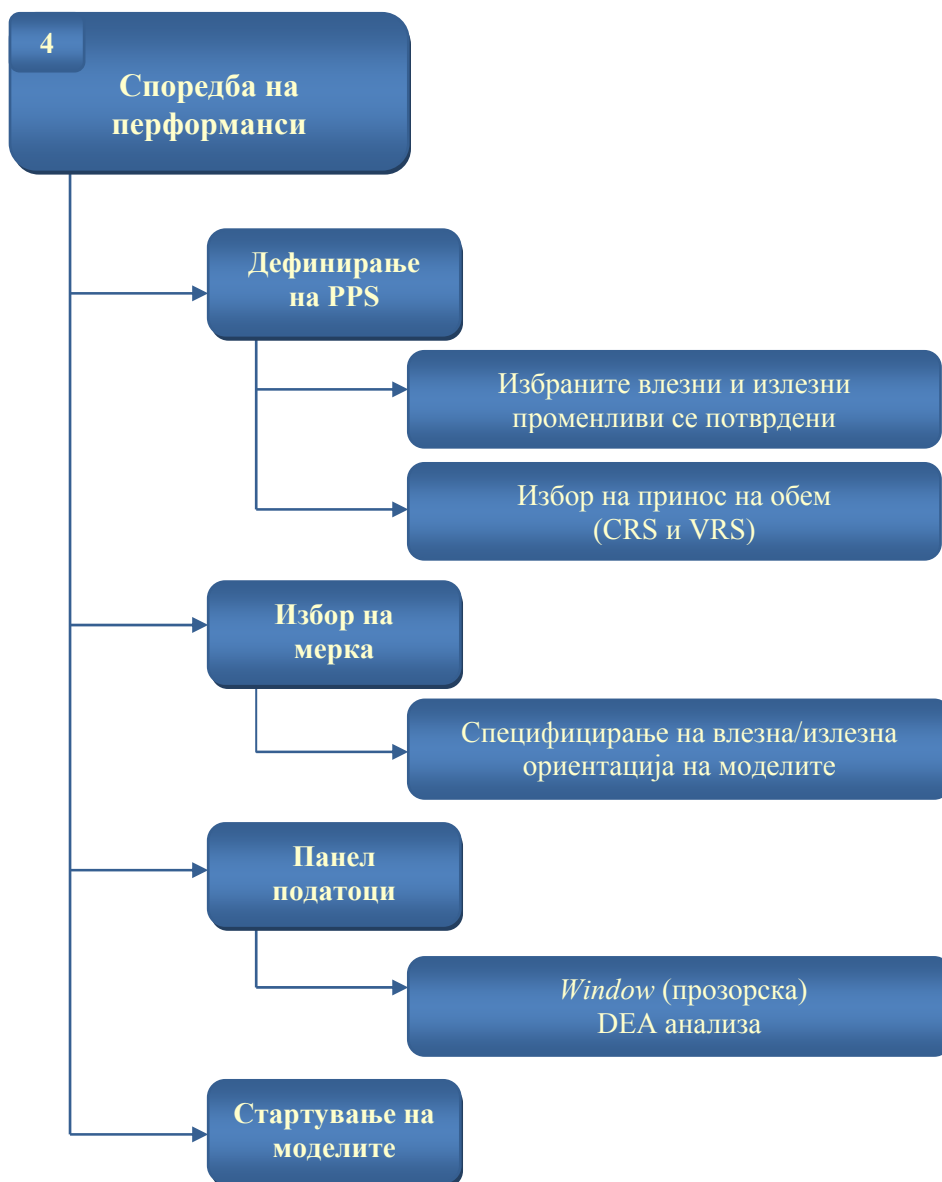 4
Споредба на
перформанси
Дефинирање
на PPS
Избраните влезни и излезни
променливи се потврдени
Избор на принос на обем
(CRS и VRS)
Избор на
мерка
Специфицирање на влезна/излезна
ориентација на моделите
Панел
податоци
Window (прозорска)
DEA анализа
Стартување на
моделите